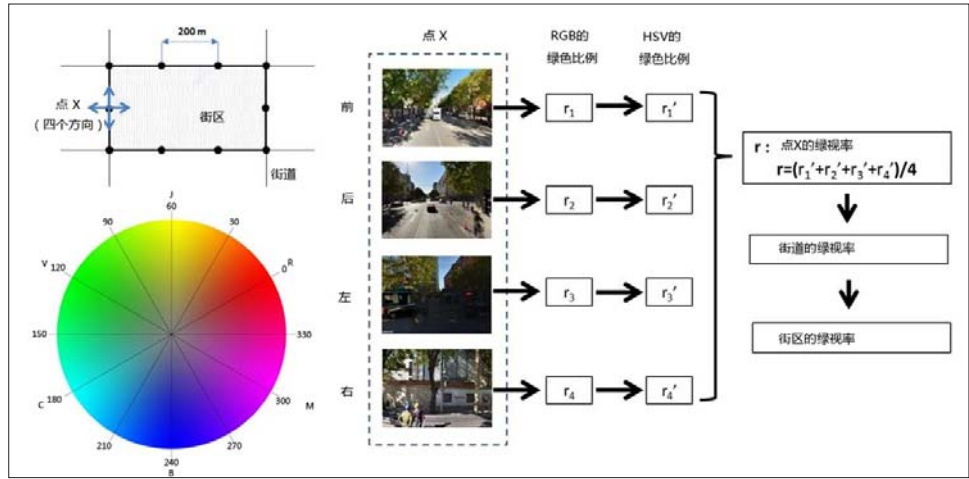 200 m
点 X
（四个方向）
街区
街道
J
60
90
30
V
120
R
0
150
330
C
180
300
M
210
270
240
B
点 X
RGB的
绿色比例
HSV的
绿色比例
前
r₁
r₁′
后
r₂
r₂′
左
r₃
r₃′
右
r₄
r₄′
r： 点X的绿视率
r=(r₁′+r₂′+r₃′+r₄′)/4
街道的绿视率
街区的绿视率